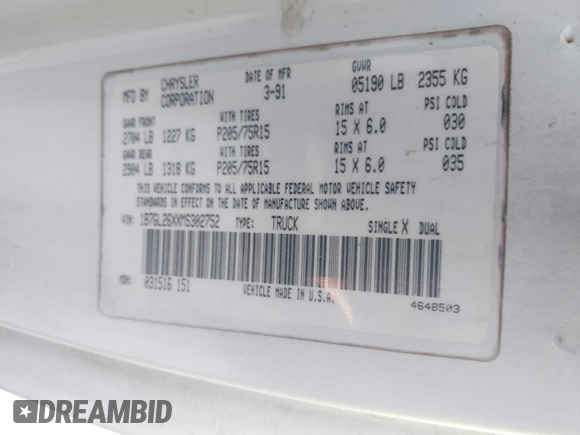 MFD BY CHRYSLER CORPORATION DATE OF MFR 3-91 GVWR 05190 LB 2355 KG
GAWR FRONT WITH TIRES RIMS AT PSI COLD
2704 LB 1227 KG P205/75R15 15 X 6.0 030
GAWR REAR WITH TIRES RIMS AT PSI COLD
2904 LB 1318 KG P205/75R15 15 X 6.0 035
THIS VEHICLE CONFORMS TO ALL APPLICABLE FEDERAL MOTOR VEHICLE SAFETY
STANDARDS IN EFFECT ON THE DATE OF MANUFACTURE SHOWN ABOVE.
VIN: 1B7GL26XXMS302752 TYPE: TRUCK SINGLE X DUAL
MDH: 031516 151 VEHICLE MADE IN U.S.A. 4648503
DREAMBID